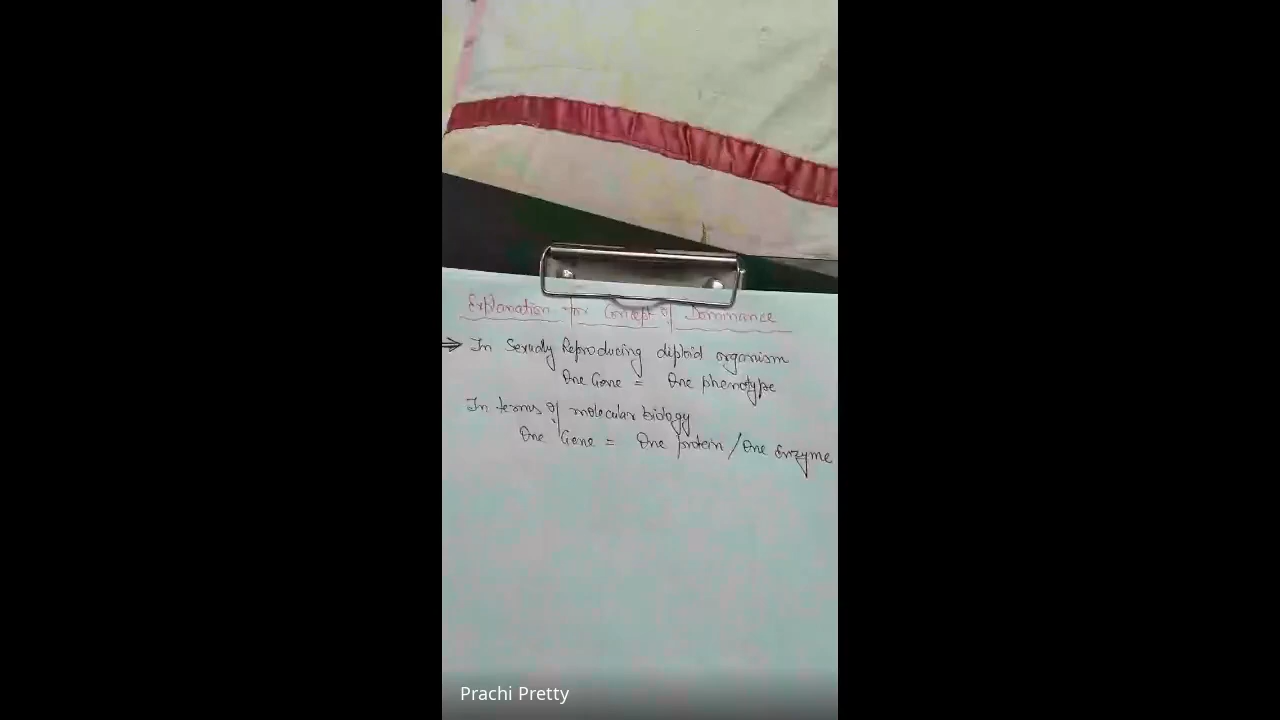 Explanation for Concept of Dominance
⇒ In Sexually Reproducing diploid organism
One Gene = One phenotype
In terms of molecular biology
One Gene = One protein / One Enzyme
Prachi Pretty